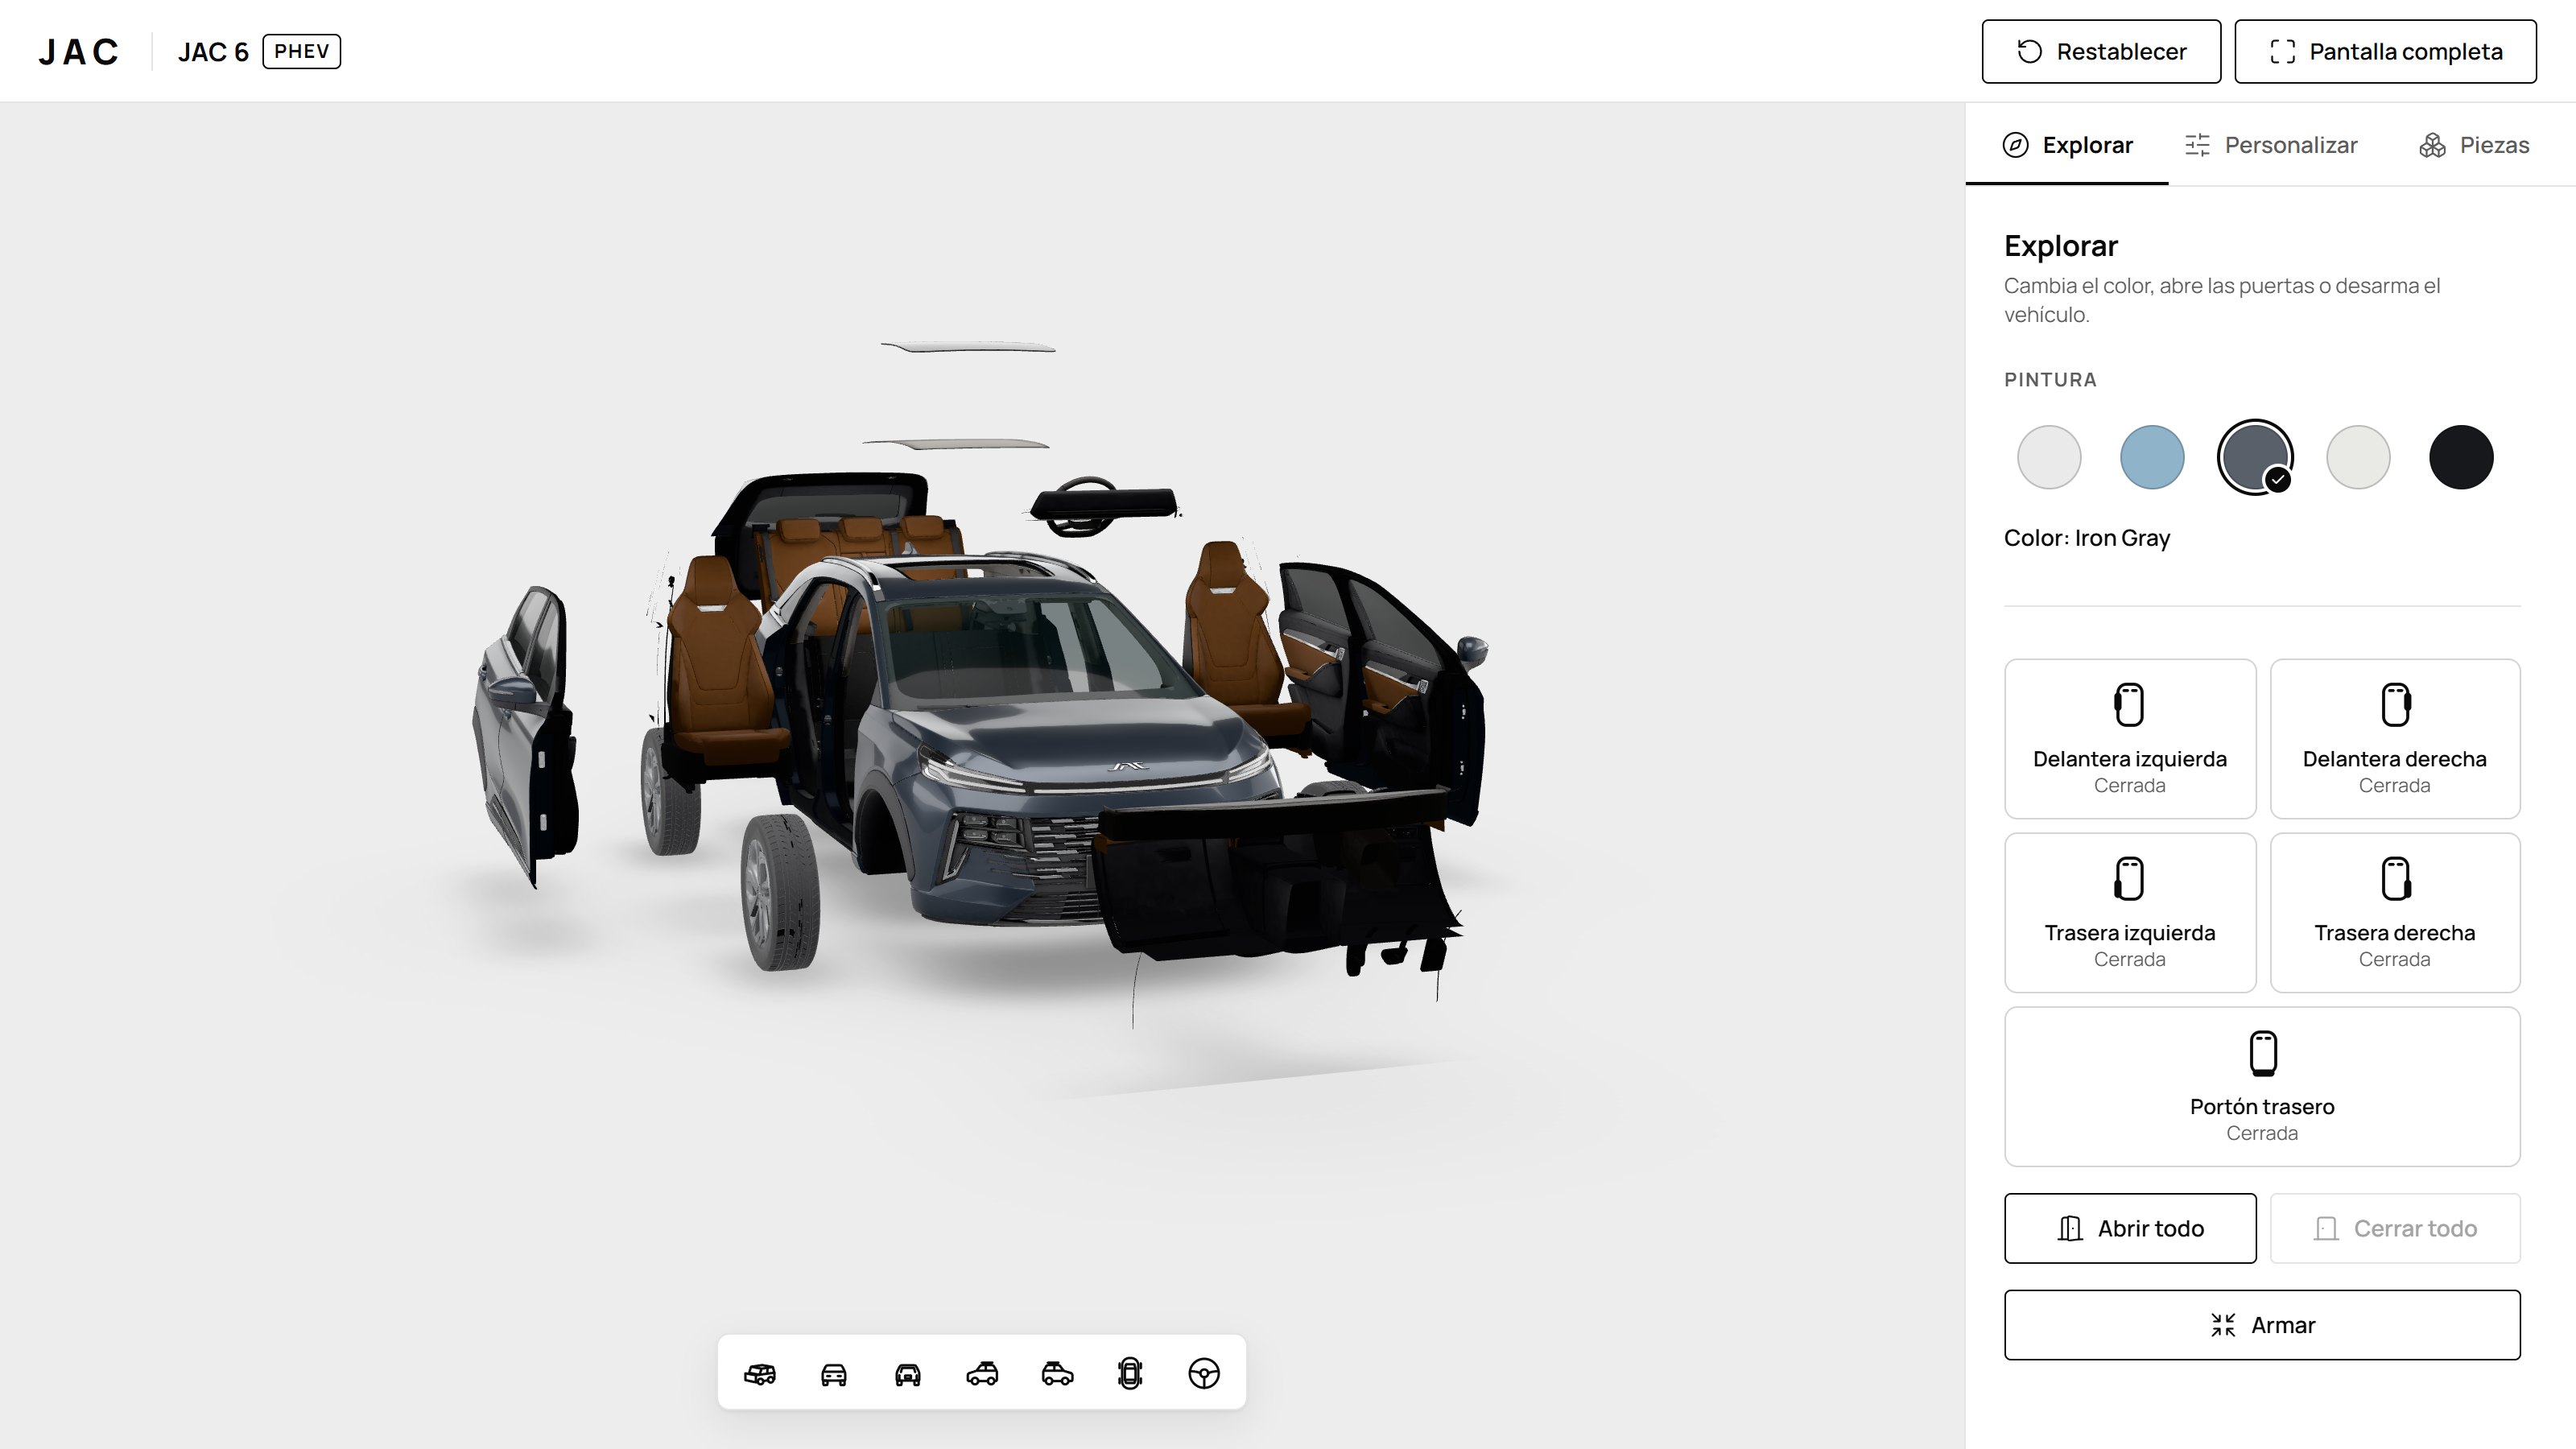 JAC
JAC 6 PHEV
Restablecer
Pantalla completa
Explorar
Personalizar
Piezas
Explorar
Cambia el color, abre las puertas o desarma el
vehículo.
PINTURA
Color: Iron Gray
Delantera izquierda
Cerrada
Delantera derecha
Cerrada
Trasera izquierda
Cerrada
Trasera derecha
Cerrada
Portón trasero
Cerrada
Abrir todo
Cerrar todo
Armar
JAC